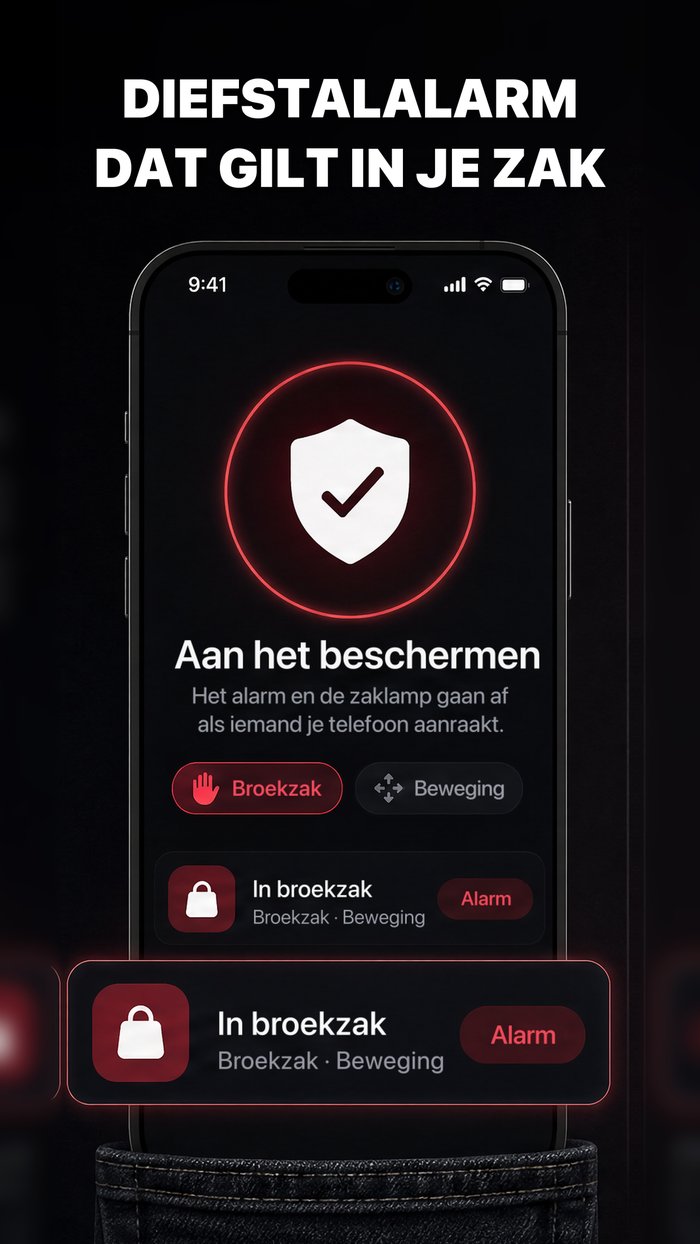 DIEFSTALALARM
DAT GILT IN JE ZAK
9:41
Aan het beschermen
Het alarm en de zaklamp gaan af
als iemand je telefoon aanraakt.
Broekzak
Beweging
In broekzak
Broekzak · Beweging
Alarm
In broekzak
Broekzak · Beweging
Alarm